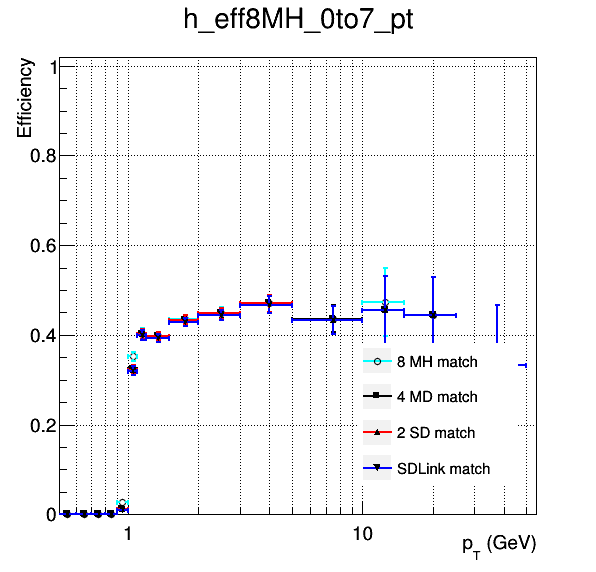 h_eff8MH_0to7_pt
Efficiency
1
0.8
0.6
0.4
0.2
0
8 MH match
4 MD match
2 SD match
SDLink match
1
10
p_T (GeV)